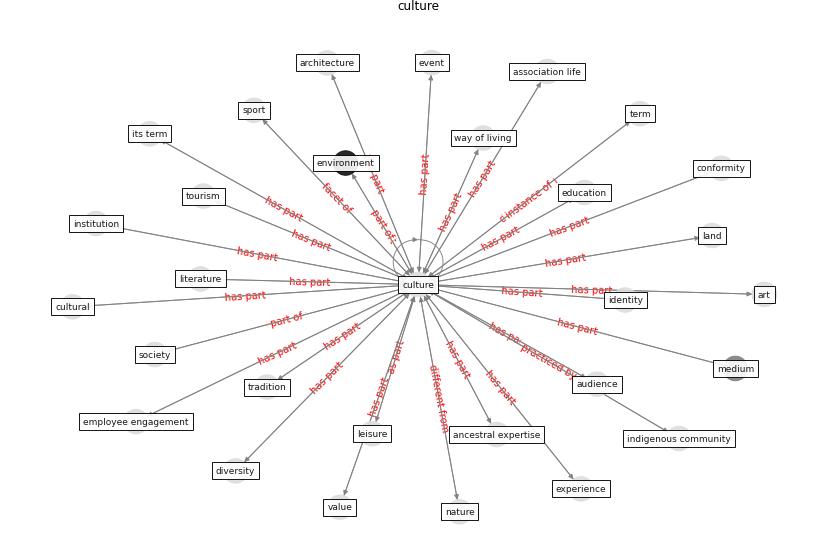 culture
architecture
event
association life
sport
term
its term
way of living
environment
conformity
has part
part
has part
tourism
facet of
education
has part
has part
has part
part of
has part
has part
has part
institution
land
has part
has part
has part
culture
literature
has part
art
has part
has part
has part
identity
cultural
part of
has part
has part
society
has part
has part
practiced by
medium
as part
has part
tradition
has part
has part
has part
audience
different from
employee engagement
leisure
ancestral expertise
indigenous community
diversity
experience
value
nature